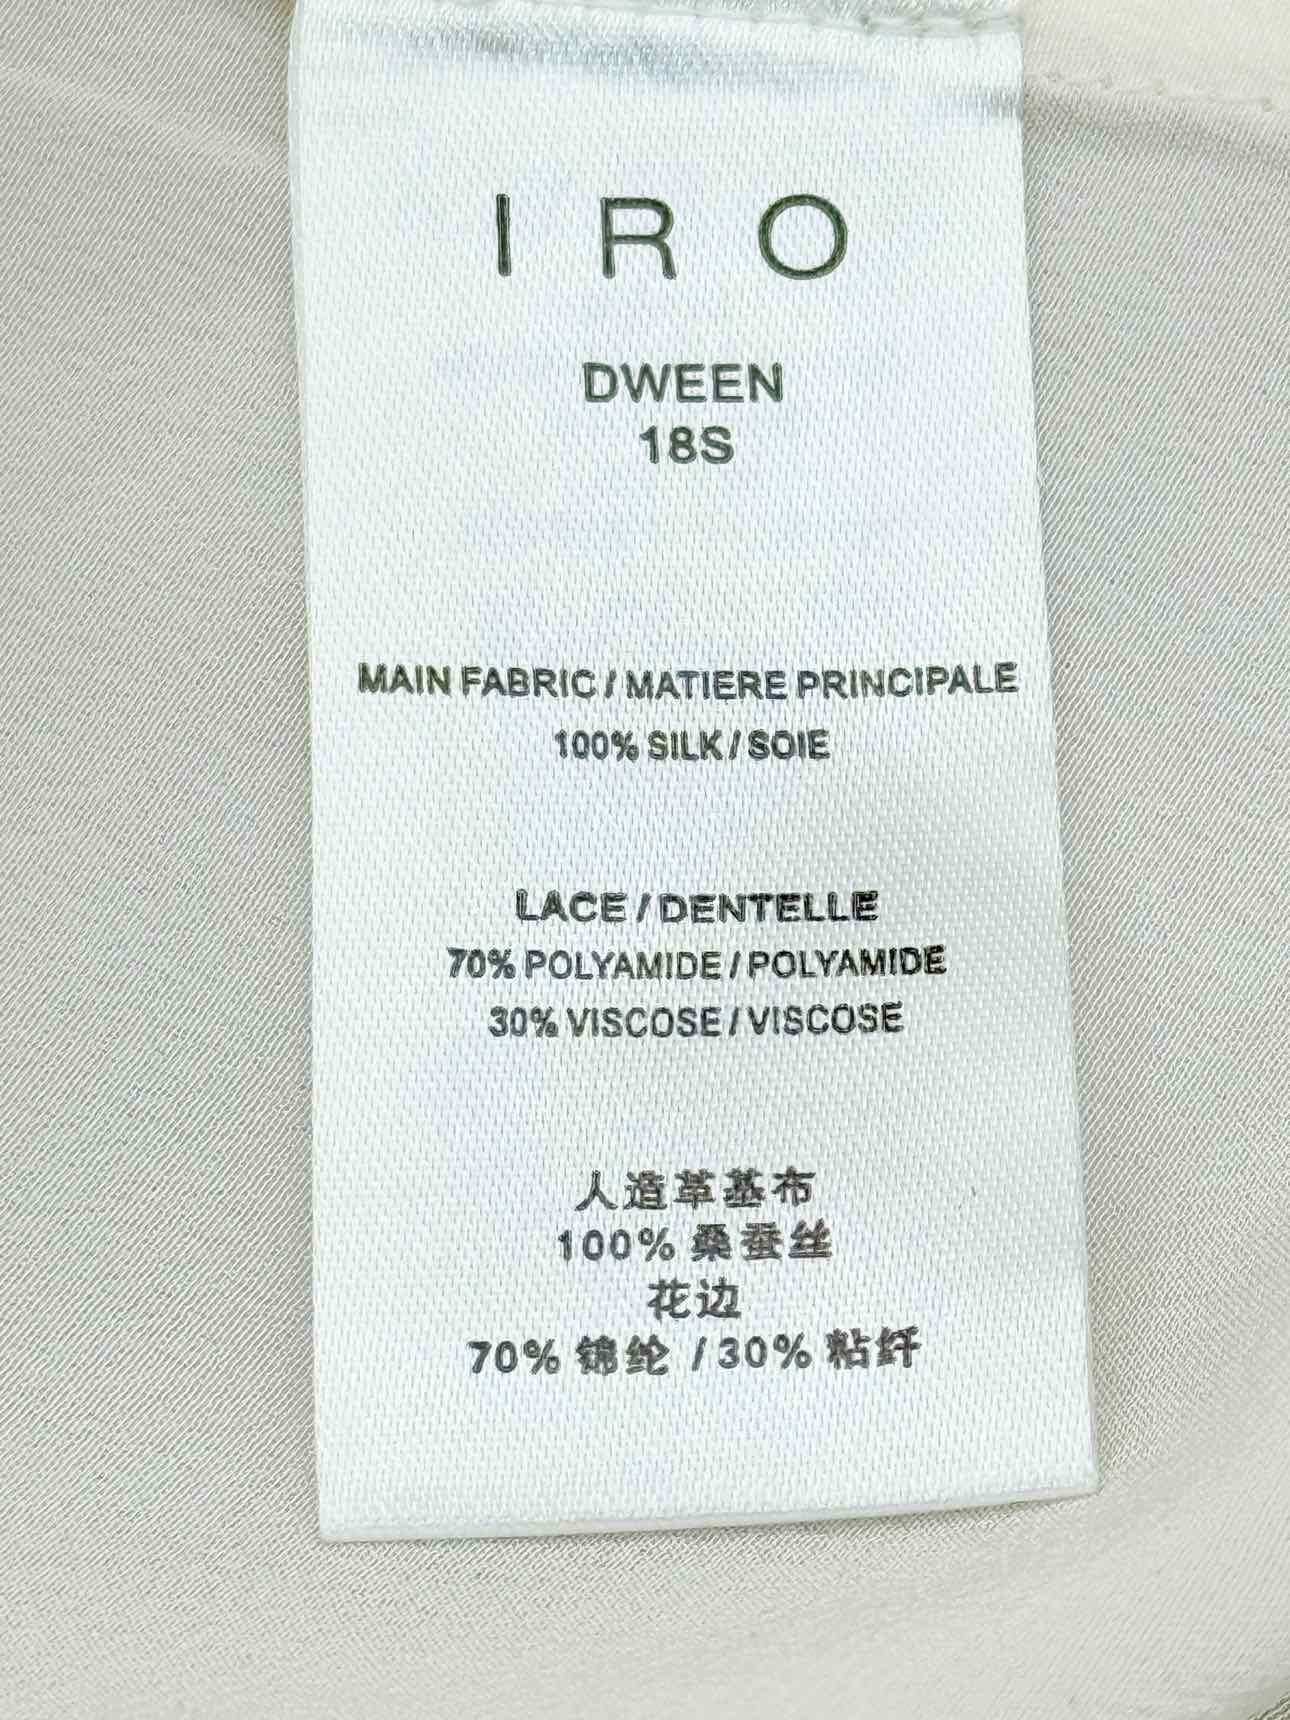 IRO
DWEEN
18S
MAIN FABRIC / MATIERE PRINCIPALE
100% SILK / SOIE
LACE / DENTELLE
70% POLYAMIDE / POLYAMIDE
30% VISCOSE / VISCOSE
人造革基布
100% 桑蚕丝
花边
70% 锦纶 / 30% 粘纤